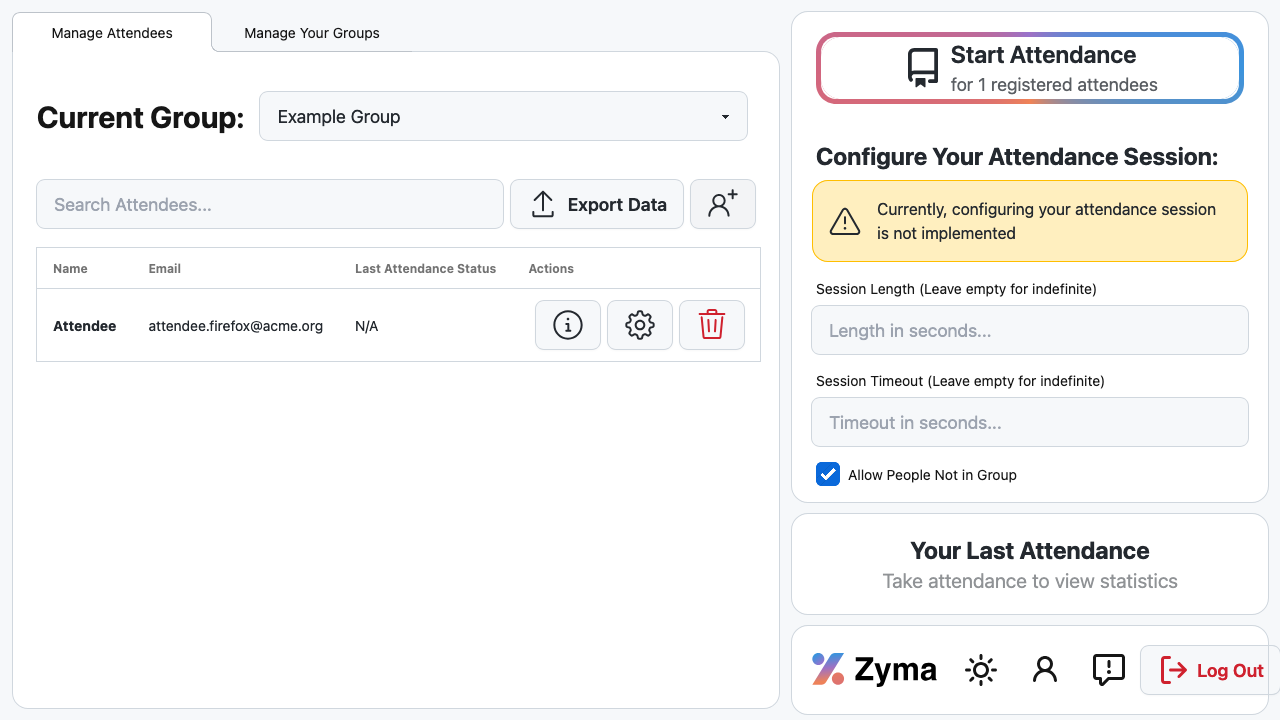 Manage Attendees
Manage Your Groups
Current Group:
Example Group
Search Attendees...
Export Data
Name
Email
Last Attendance Status
Actions
Attendee
attendee.firefox@acme.org
N/A
Start Attendance
for 1 registered attendees
Configure Your Attendance Session:
Currently, configuring your attendance session
is not implemented
Session Length (Leave empty for indefinite)
Length in seconds...
Session Timeout (Leave empty for indefinite)
Timeout in seconds...
Allow People Not in Group
Your Last Attendance
Take attendance to view statistics
Zyma
Log Out